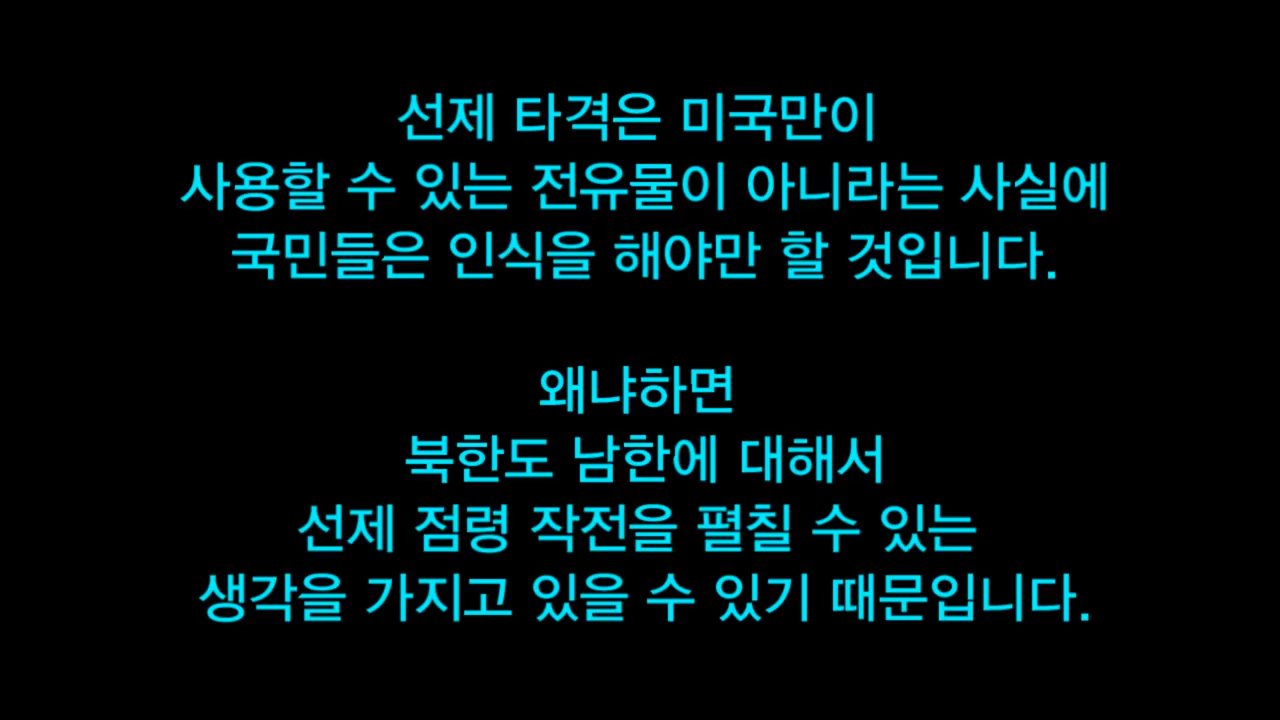 선제 타격은 미국만이
사용할 수 있는 전유물이 아니라는 사실에
국민들은 인식을 해야만 할 것입니다.
왜냐하면
북한도 남한에 대해서
선제 점령 작전을 펼칠 수 있는
생각을 가지고 있을 수 있기 때문입니다.